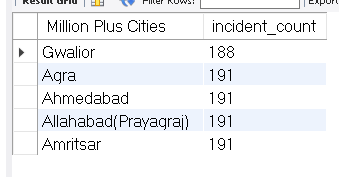 Result Grid Filter Rows: Export
Million Plus Cities incident_count
Gwalior 188
Agra 191
Ahmedabad 191
Allahabad(Prayagraj) 191
Amritsar 191